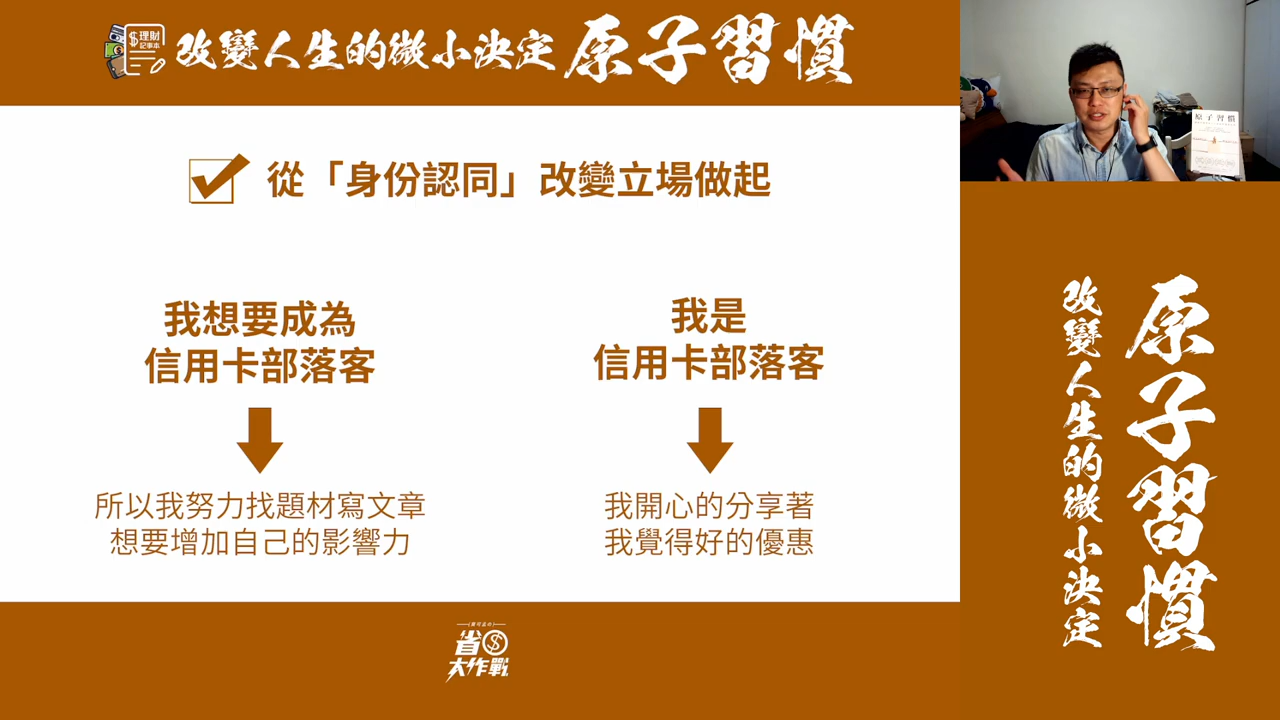 $理財
記事本
改變人生的微小決定 原子習慣
從「身份認同」改變立場做起
我想要成為
信用卡部落客
我是
信用卡部落客
所以我努力找題材寫文章
想要增加自己的影響力
我開心的分享著
我覺得好的優惠
省$
大作戰
原子習慣
原子習慣
改變人生的微小決定